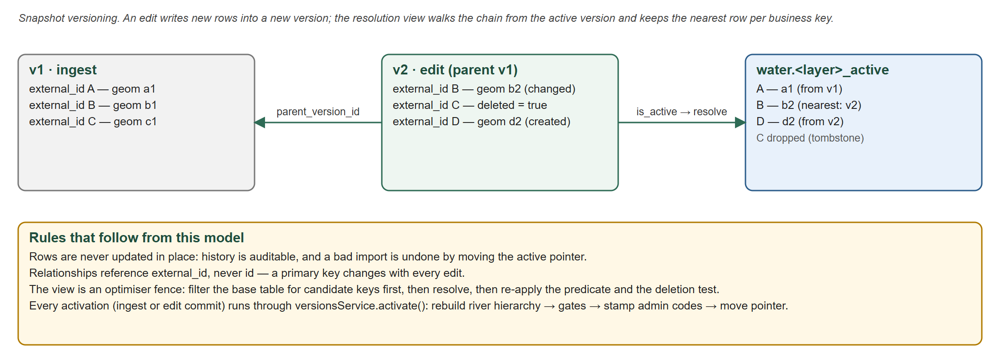 Snapshot versioning. An edit writes new rows into a new version; the resolution view walks the chain from the active version and keeps the nearest row per business key.
v1 · ingest
external_id A — geom a1
external_id B — geom b1
external_id C — geom c1
parent_version_id
v2 · edit (parent v1)
external_id B — geom b2 (changed)
external_id C — deleted = true
external_id D — geom d2 (created)
is_active → resolve
water.<layer>_active
A — a1 (from v1)
B — b2 (nearest: v2)
D — d2 (from v2)
C dropped (tombstone)
Rules that follow from this model
Rows are never updated in place: history is auditable, and a bad import is undone by moving the active pointer.
Relationships reference external_id, never id — a primary key changes with every edit.
The view is an optimiser fence: filter the base table for candidate keys first, then resolve, then re-apply the predicate and the deletion test.
Every activation (ingest or edit commit) runs through versionsService.activate(): rebuild river hierarchy → gates → stamp admin codes → move pointer.